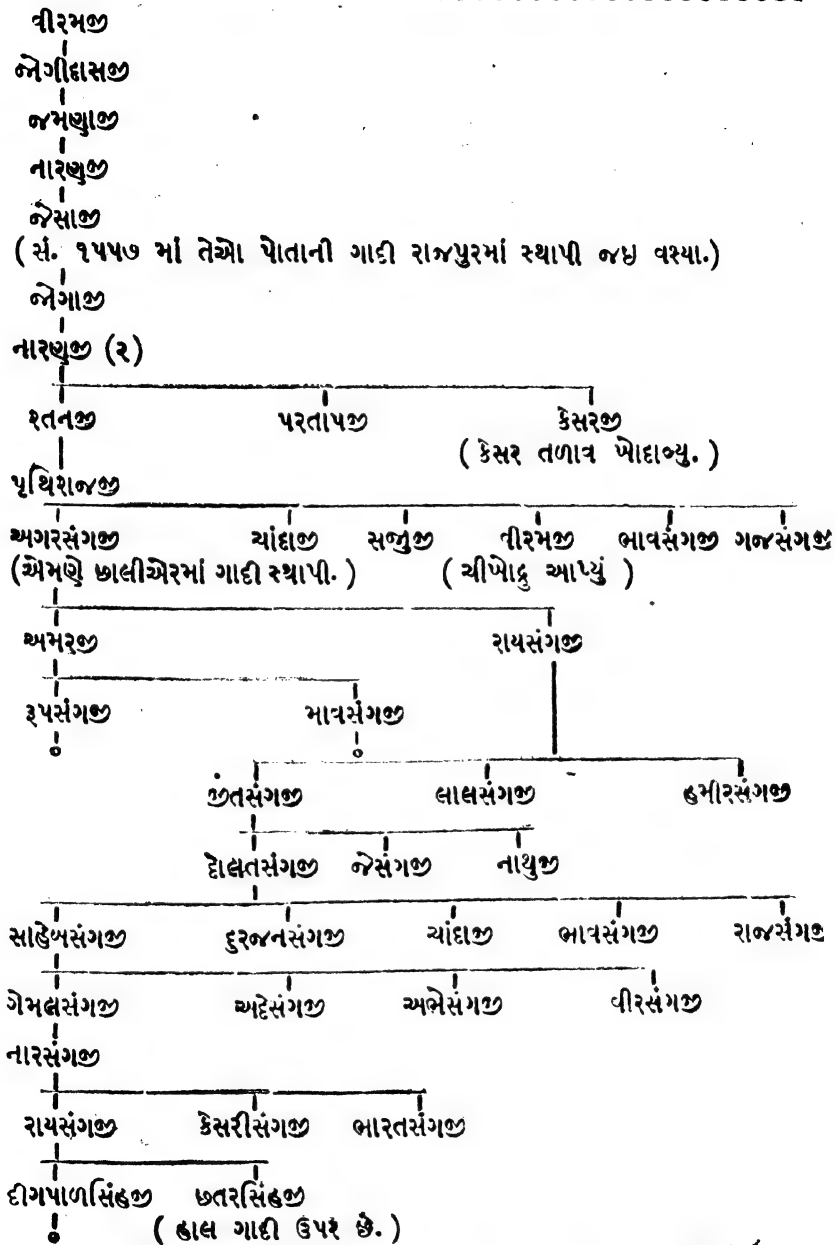 વીરમજી
જોગીદાસજી
જમણાજી
નારણજી
જેસાજી
(સં. ૧૫૫૭ માં તેઓ પોતાની ગાદી રાજપુરમાં સ્થાપી જઇ વસ્યા.)
જોગાજી
નારણજી (૨)
રતનજી પરતાપજી કેસરજી
(કેસર તળાવ ખોદાવ્યુ.)
પૃથિરાજજી
અગરસંગજી ચાંદાજી સર્જુજી વીરમજી ભાવસંગજી ગજસંગજી
(એમણે છાલીએરમાં ગાદી સ્થાપી.) (ચીખોદ્રુ આપ્યું)
અમરજી રાયસંગજી
રૂપસંગજી માવસંગજી
જીતસંગજી લાલસંગજી હમીરસંગજી
દોલતસંગજી જેસંગજી નાથુજી
સાહેબસંગજી દુરજનસંગજી ચાંદાજી ભાવસંગજી રાજસંગજી
ગેમલસંગજી અદેસંગજી અભેસંગજી વીરસંગજી
નારસંગજી
રાયસંગજી કેસરીસંગજી ભારતસંગજી
દીગપાળસિંહજી છતરસિંહજી
(હાલ ગાદી ઉપર છે.)